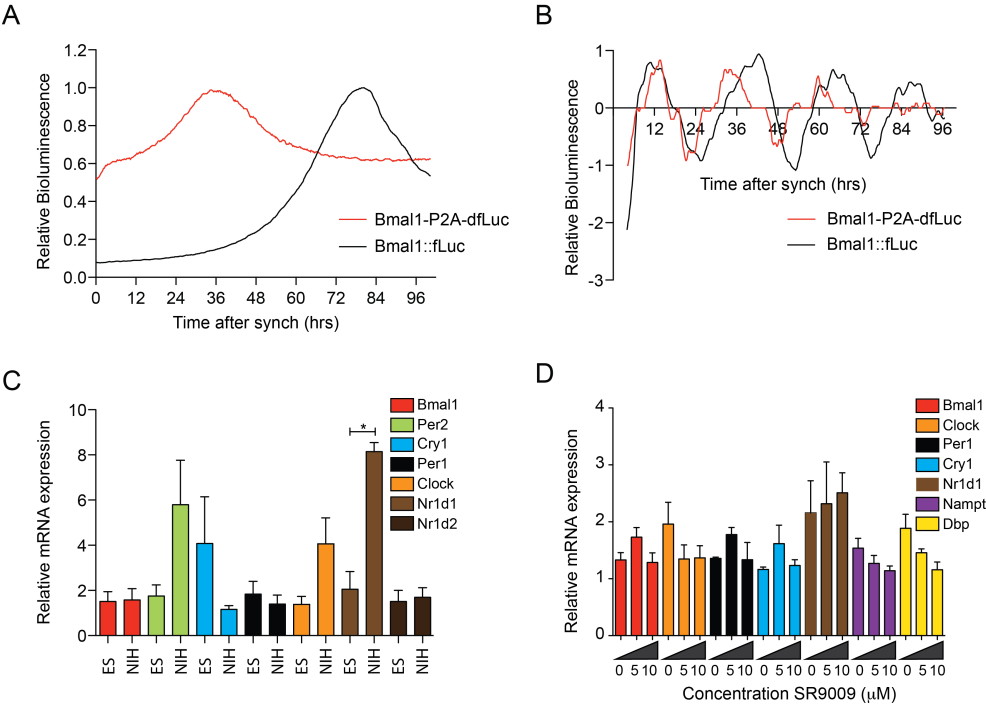 A
Relative Bioluminescence
1.2
1.0
0.8
0.6
0.4
0.2
0.0
0 12 24 36 48 60 72 84 96
Time after synch (hrs)
Bmal1-P2A-dfLuc
Bmal1::fLuc
B
Relative Bioluminescence
1
0
-1
-2
-3
12 24 36 48 60 72 84 96
Time after synch (hrs)
Bmal1-P2A-dfLuc
Bmal1::fLuc
C
Relative mRNA expression
10
8
6
4
2
0
*
Bmal1
Per2
Cry1
Per1
Clock
Nr1d1
Nr1d2
ES NIH ES NIH ES NIH ES NIH ES NIH ES NIH ES NIH
D
Relative mRNA expression
4
3
2
1
0
Bmal1
Clock
Per1
Cry1
Nr1d1
Nampt
Dbp
0 5 10 0 5 10 0 5 10 0 5 10 0 5 10 0 5 10 0 5 10
Concentration SR9009 (μM)